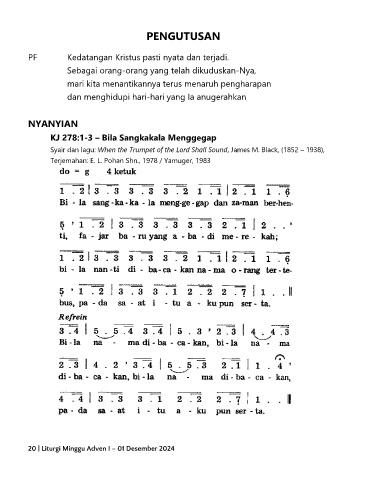 PENGUTUSAN
PF Kedatangan Kristus pasti nyata dan terjadi.
Sebagai orang-orang yang telah dikuduskan-Nya,
mari kita menantikannya terus menaruh pengharapan
dan menghidupi hari-hari yang Ia anugerahkan
NYANYIAN
KJ 278:1-3 – Bila Sangkakala Menggegap
Syair dan lagu: When the Trumpet of the Lord Shall Sound, James M. Black, (1852 – 1938),
Terjemahan: E. L. Pohan Shn., 1978 / Yamuger, 1983
do = g 4 ketuk
1 . 2 | 3 . 3 3 . 3 3 . 2 1 . 1 | 2 . 1 1 . 6
Bi - la sang-ka-ka - la meng-ge-gap dan za-man ber-hen-
5 ' 1 . 2 | 3 . 3 3 . 3 3 . 3 2 . 1 | 2 . . '
ti, fa - jar ba - ru yang a - ba - di me - re - kah;
1 . 2 | 3 . 3 3 . 3 3 . 2 1 . 1 | 2 . 1 1 . 6
bi - la nan-ti di - ba-ca-kan na-ma o-rang ter-te-
5 ' 1 . 2 | 3 . 3 3 . 1 2 . 2 2 . 7 | 1 . . ||
bus, pa - da sa - at i - tu a - ku pun ser - ta.
Refrein
3 . 4 | 5 . 5 . 4 3 . 4 | 5 . 3 ' 2 . 3 | 4 . 4 . 3
Bi - la na - ma di - ba - ca - kan, bi - la na - ma
2 . 3 | 4 . 2 ' 3 . 4 | 5 . 5 . 3 2 . 1 | 1 . 4 '
di - ba - ca - kan, bi - la na - ma di - ba - ca - kan,
4 . 4 | 3 . 3 3 . 1 2 . 2 2 . 7 | 1 . . ||
pa - da sa - at i - tu a - ku pun ser - ta.
20 | Liturgi Minggu Adven I – 01 Desember 2024